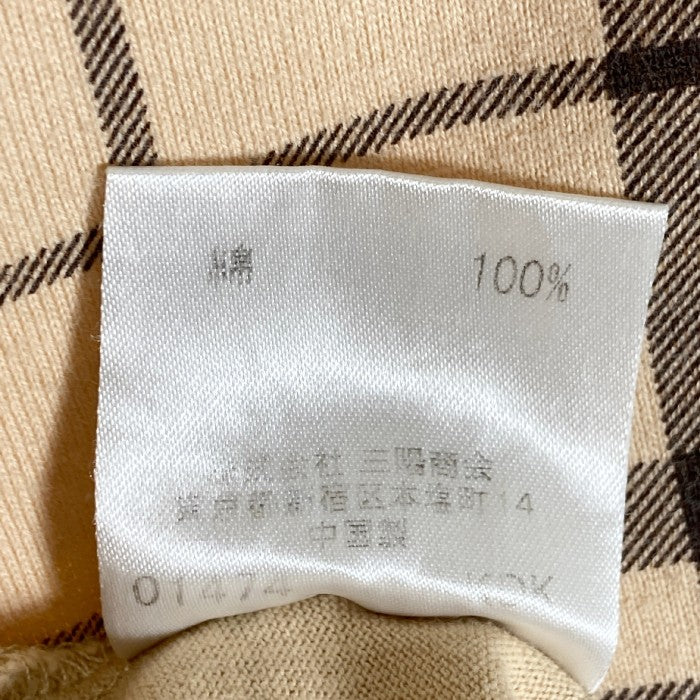 綿 100%
株式会社 三陽商会
東京都新宿区本塩町14
中国製
01474 KDK